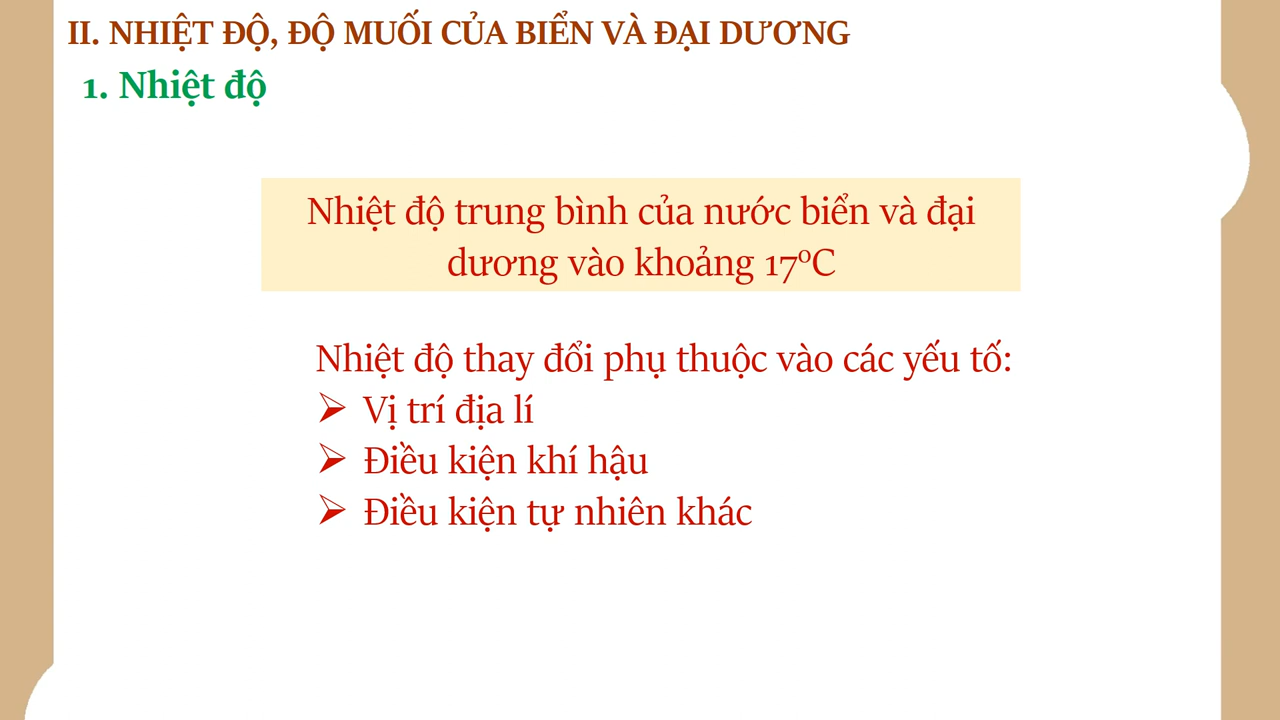 II. NHIỆT ĐỘ, ĐỘ MUỐI CỦA BIỂN VÀ ĐẠI DƯƠNG
1. Nhiệt độ
Nhiệt độ trung bình của nước biển và đại
dương vào khoảng 17°C
Nhiệt độ thay đổi phụ thuộc vào các yếu tố:
➢ Vị trí địa lí
➢ Điều kiện khí hậu
➢ Điều kiện tự nhiên khác